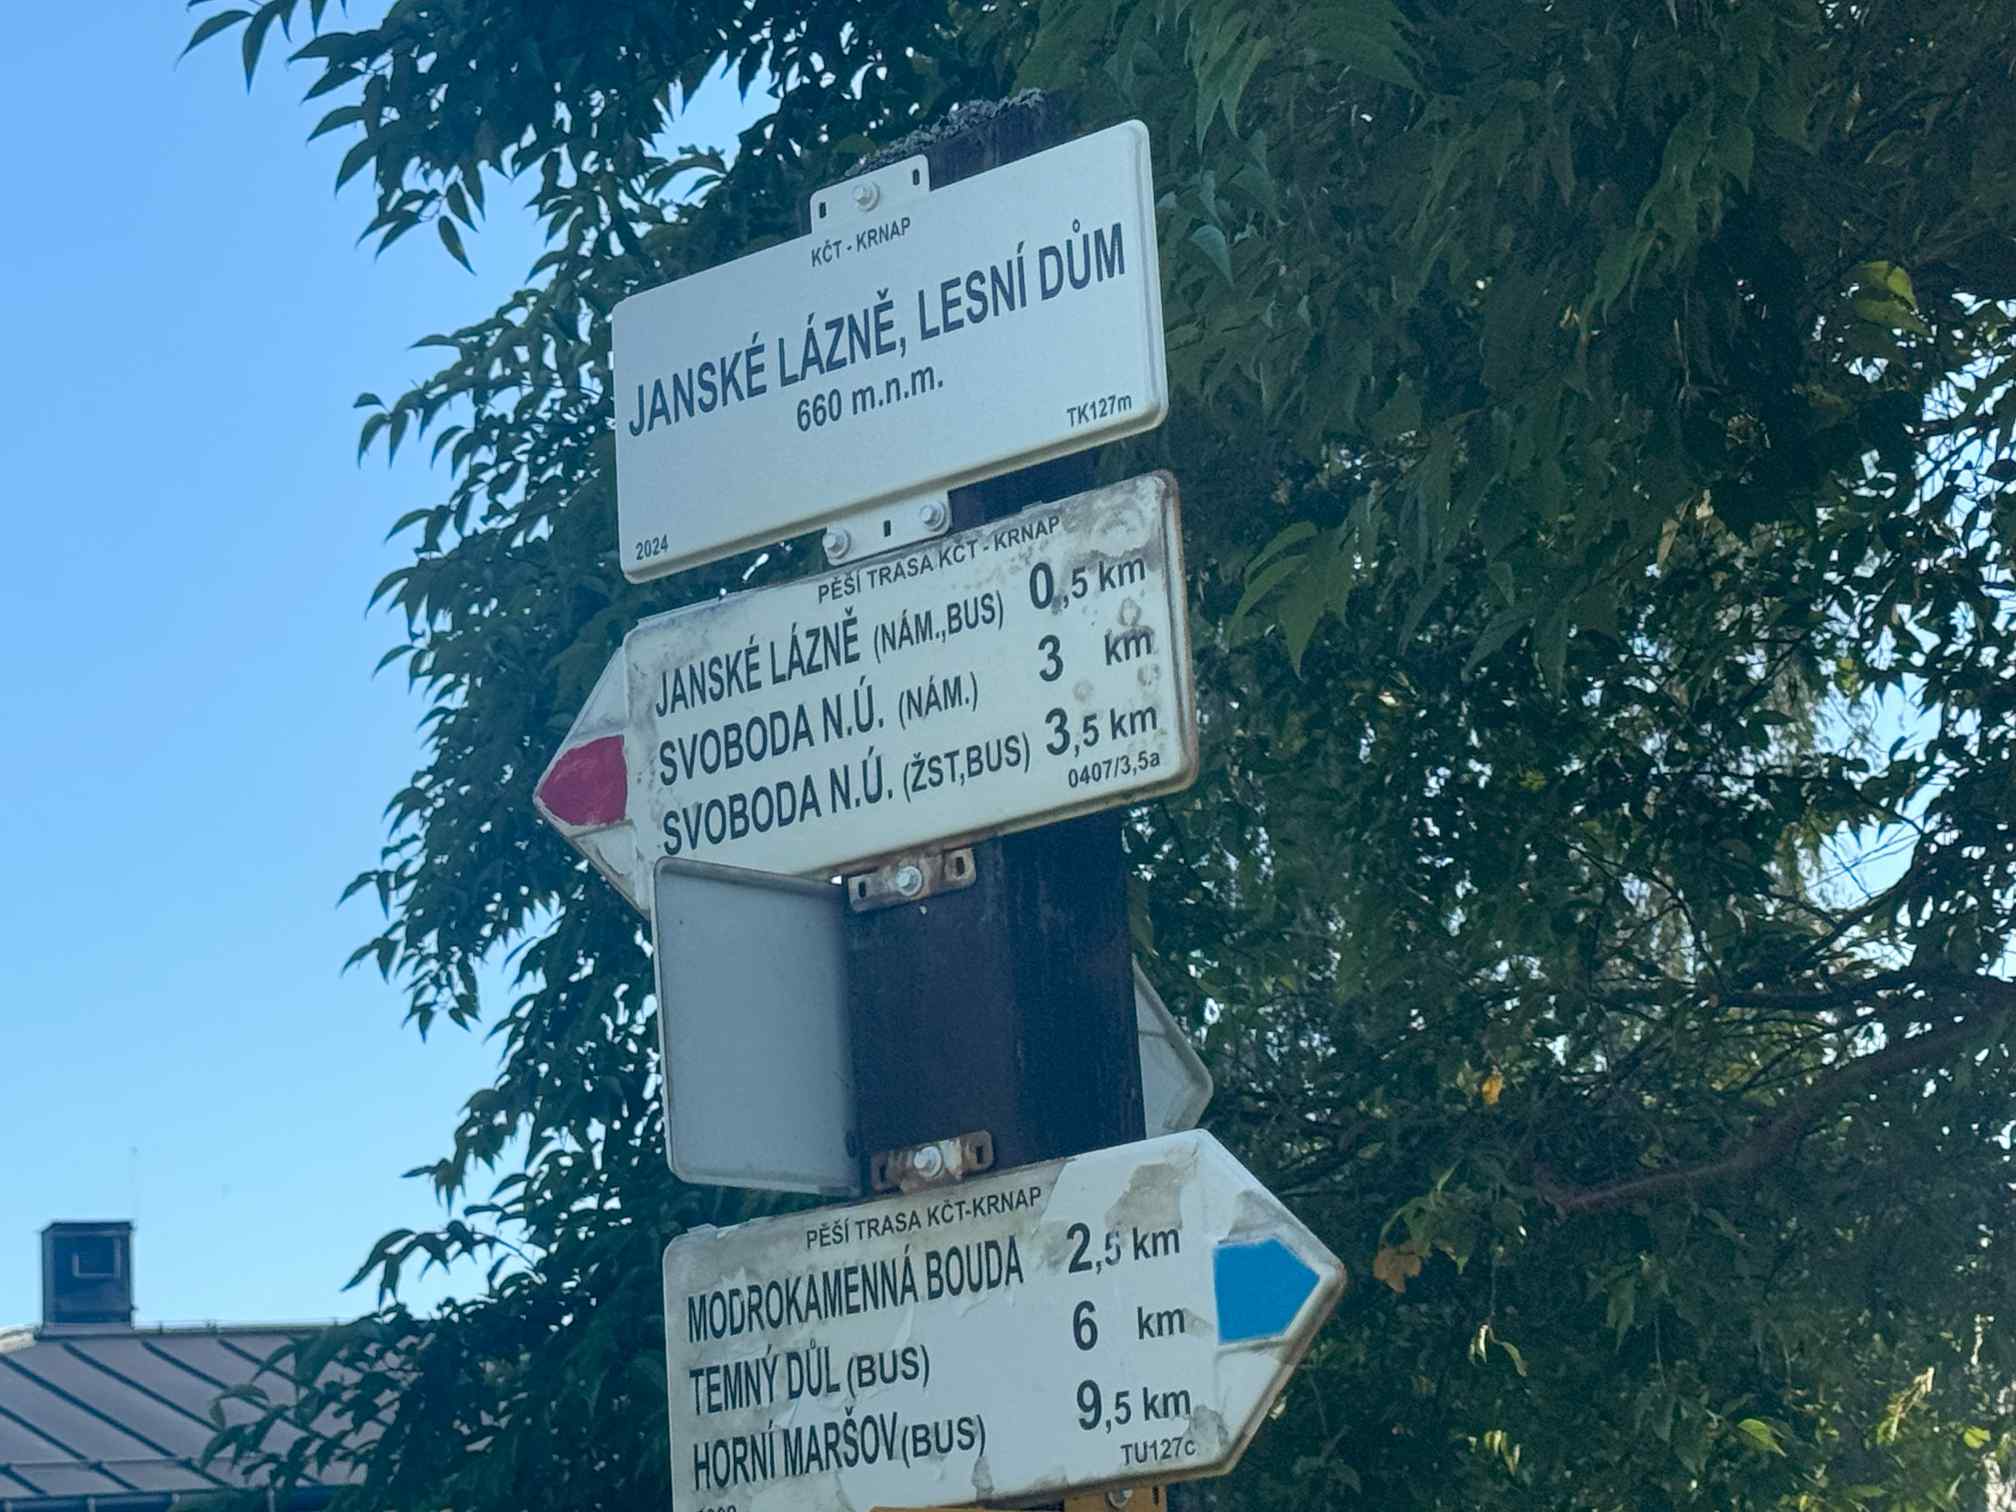 KČT - KRNAP
JANSKÉ LÁZNĚ, LESNÍ DŮM
660 m.n.m.
TK127m
2024
PĚŠÍ TRASA KČT - KRNAP
JANSKÉ LÁZNĚ (NÁM.,BUS) 0,5 km
SVOBODA N.Ú. (NÁM.) 3 km
SVOBODA N.Ú. (ŽST,BUS) 3,5 km
0407/3,5a
PĚŠÍ TRASA KČT-KRNAP
MODROKAMENNÁ BOUDA 2,5 km
TEMNÝ DŮL (BUS) 6 km
HORNÍ MARŠOV (BUS) 9,5 km
TU127c